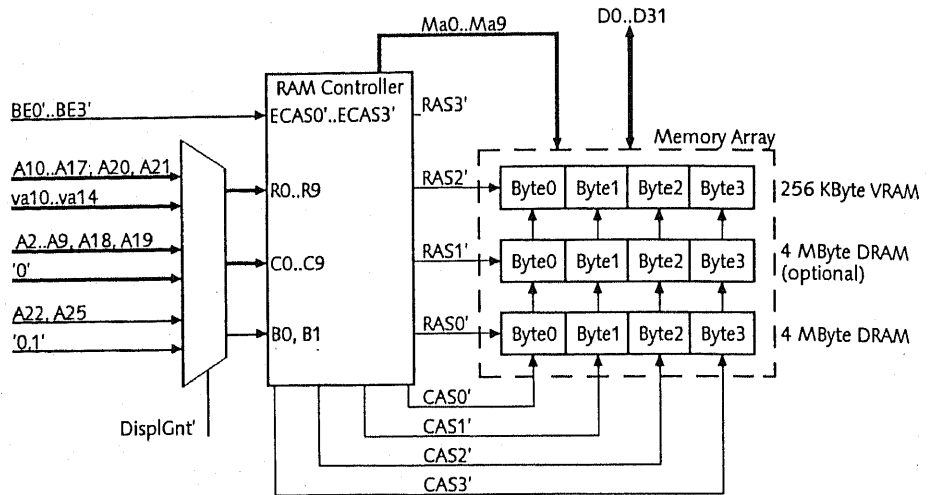 Ma0..Ma9
D0..D31
RAM Controller
BE0'..BE3'
ECAS0'..ECAS3'
RAS3'
Memory Array
A10..A17; A20, A21
va10..va14
R0..R9
RAS2'
Byte0 Byte1 Byte2 Byte3
256 KByte VRAM
A2..A9, A18, A19
'0'
C0..C9
RAS1'
Byte0 Byte1 Byte2 Byte3
4 MByte DRAM
(optional)
A22, A25
'0,1'
B0, B1
RAS0'
Byte0 Byte1 Byte2 Byte3
4 MByte DRAM
DisplGnt'
CAS0'
CAS1'
CAS2'
CAS3'